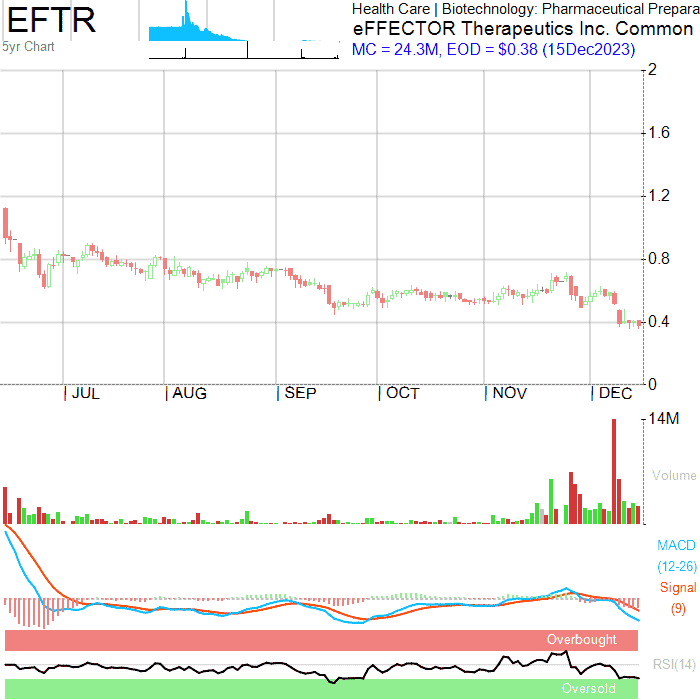 EFTR
Health Care | Biotechnology: Pharmaceutical Prepara
eFFECTOR Therapeutics Inc. Common
5yr Chart
MC = 24.3M, EOD = $0.38 (15Dec2023)
2
1.6
1.2
0.8
0.4
0
JUL AUG SEP OCT NOV DEC
14M
Volume
MACD
(12-26)
Signal
(9)
Overbought
RSI(14)
Oversold